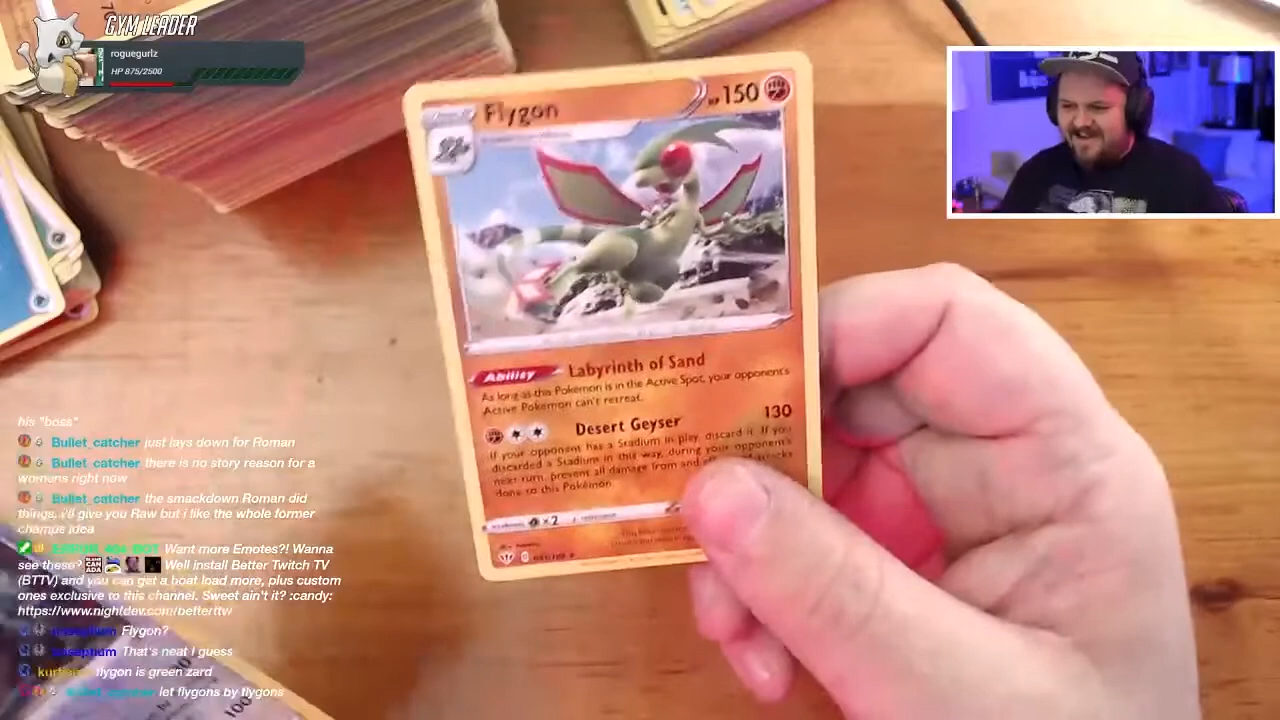 GYM LEADER
roguegurlz
HP 875/2500
Flygon
HP 150
Ability Labyrinth of Sand
As long as this Pokémon is in the Active Spot, your opponent's
Active Pokémon can't retreat.
Desert Geyser 130
If your opponent has a Stadium in play, discard it. If you
discarded a Stadium in this way, during your opponent's
next turn, prevent all damage from and
done to this Pokémon.
×2
his "boss"
Bullet_catcher just lays down for Roman
Bullet_catcher there is no story reason for a
womens right now
Bullet_catcher the smackdown Roman did
things. i'll give you Raw but i like the whole former
champs idea
Want more Emotes?! Wanna
see these? Well install Better Twitch TV
(BTTV) and you can get a boat load more, plus custom
ones exclusive to this channel. Sweet ain't it? :candy:
https://www.nightdev.com/betterttv
Flygon?
That's neat I guess
flygon is green zard
let flygons by flygons
100